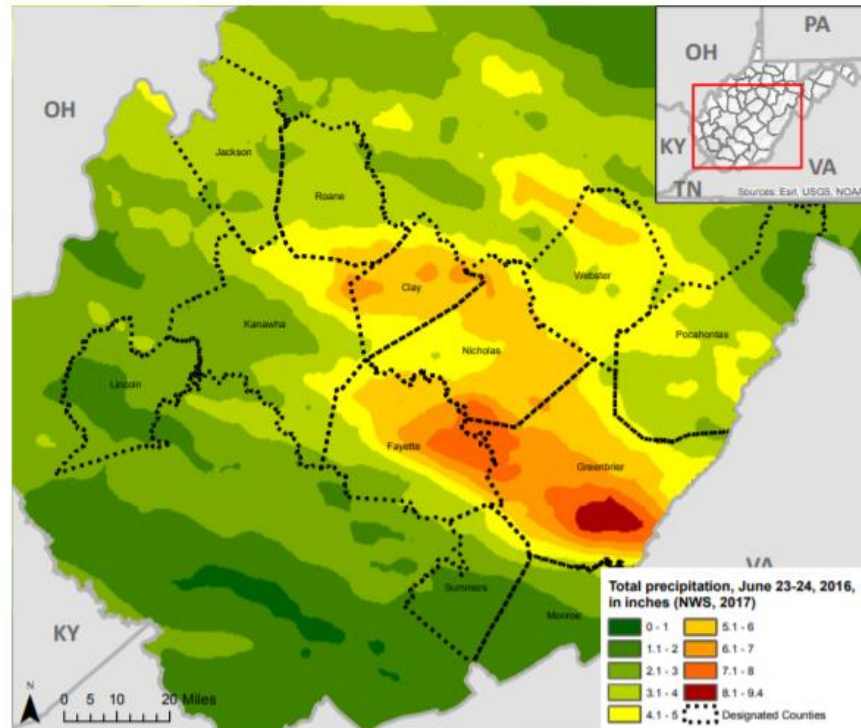 PA
OH
OH
KY
VA
TN
Sources: Esri, USGS, NOAA
Jackson
Roane
Webster
Clay
Kanawha
Pocahontas
Nicholas
Lincoln
Fayette
Greenbrier
VA
Summers
Monroe
KY
N
0 5 10 20 Miles
Total precipitation, June 23-24, 2016,
in inches (NWS, 2017)
0 - 1
1.1 - 2
2.1 - 3
3.1 - 4
4.1 - 5
5.1 - 6
6.1 - 7
7.1 - 8
8.1 - 9.4
Designated Counties